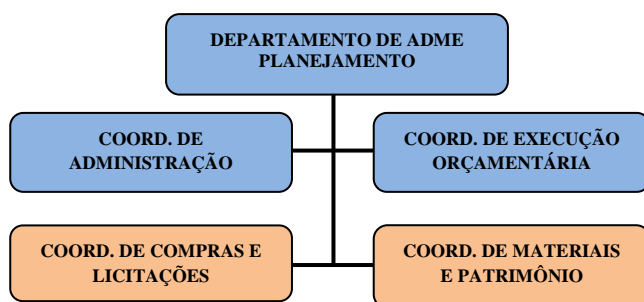 DEPARTAMENTO DE ADME
PLANEJAMENTO
COORD. DE
ADMINISTRAÇÃO
COORD. DE EXECUÇÃO
ORÇAMENTÁRIA
COORD. DE COMPRAS E
LICITAÇÕES
COORD. DE MATERIAIS
E PATRIMÔNIO